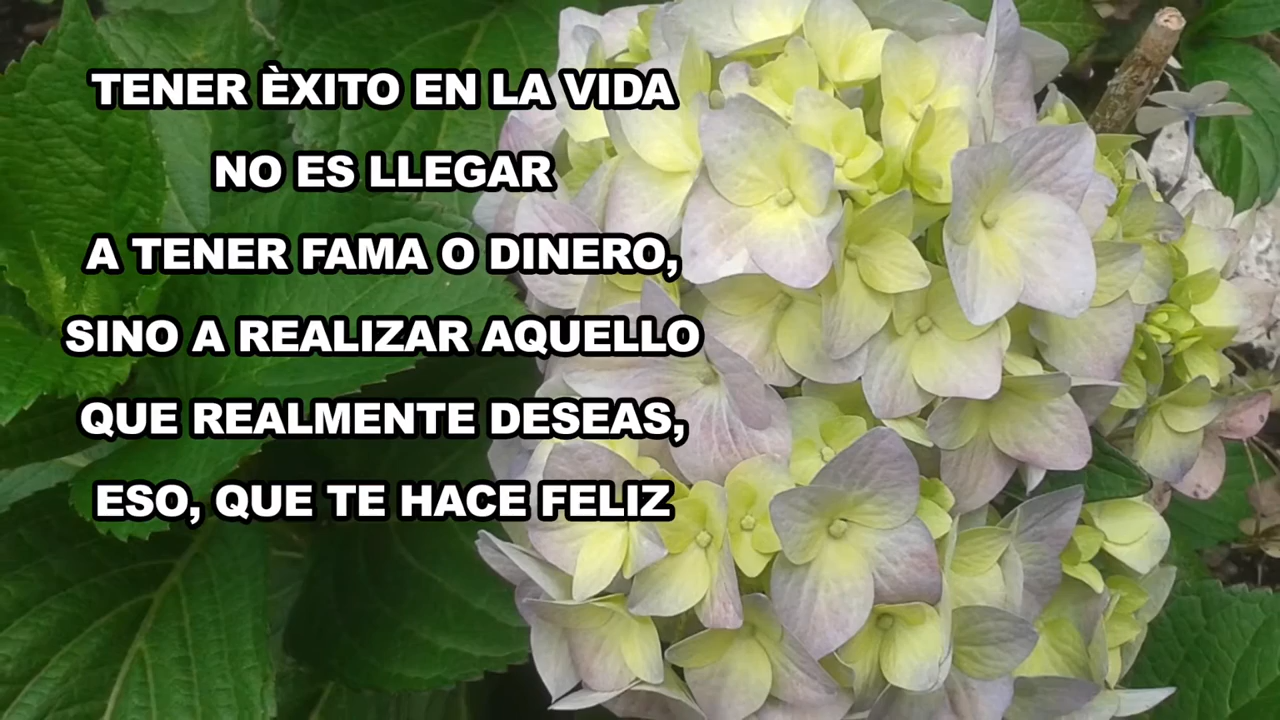 TENER ÈXITO EN LA VIDA
NO ES LLEGAR
A TENER FAMA O DINERO,
SINO A REALIZAR AQUELLO
QUE REALMENTE DESEAS,
ESO, QUE TE HACE FELIZ